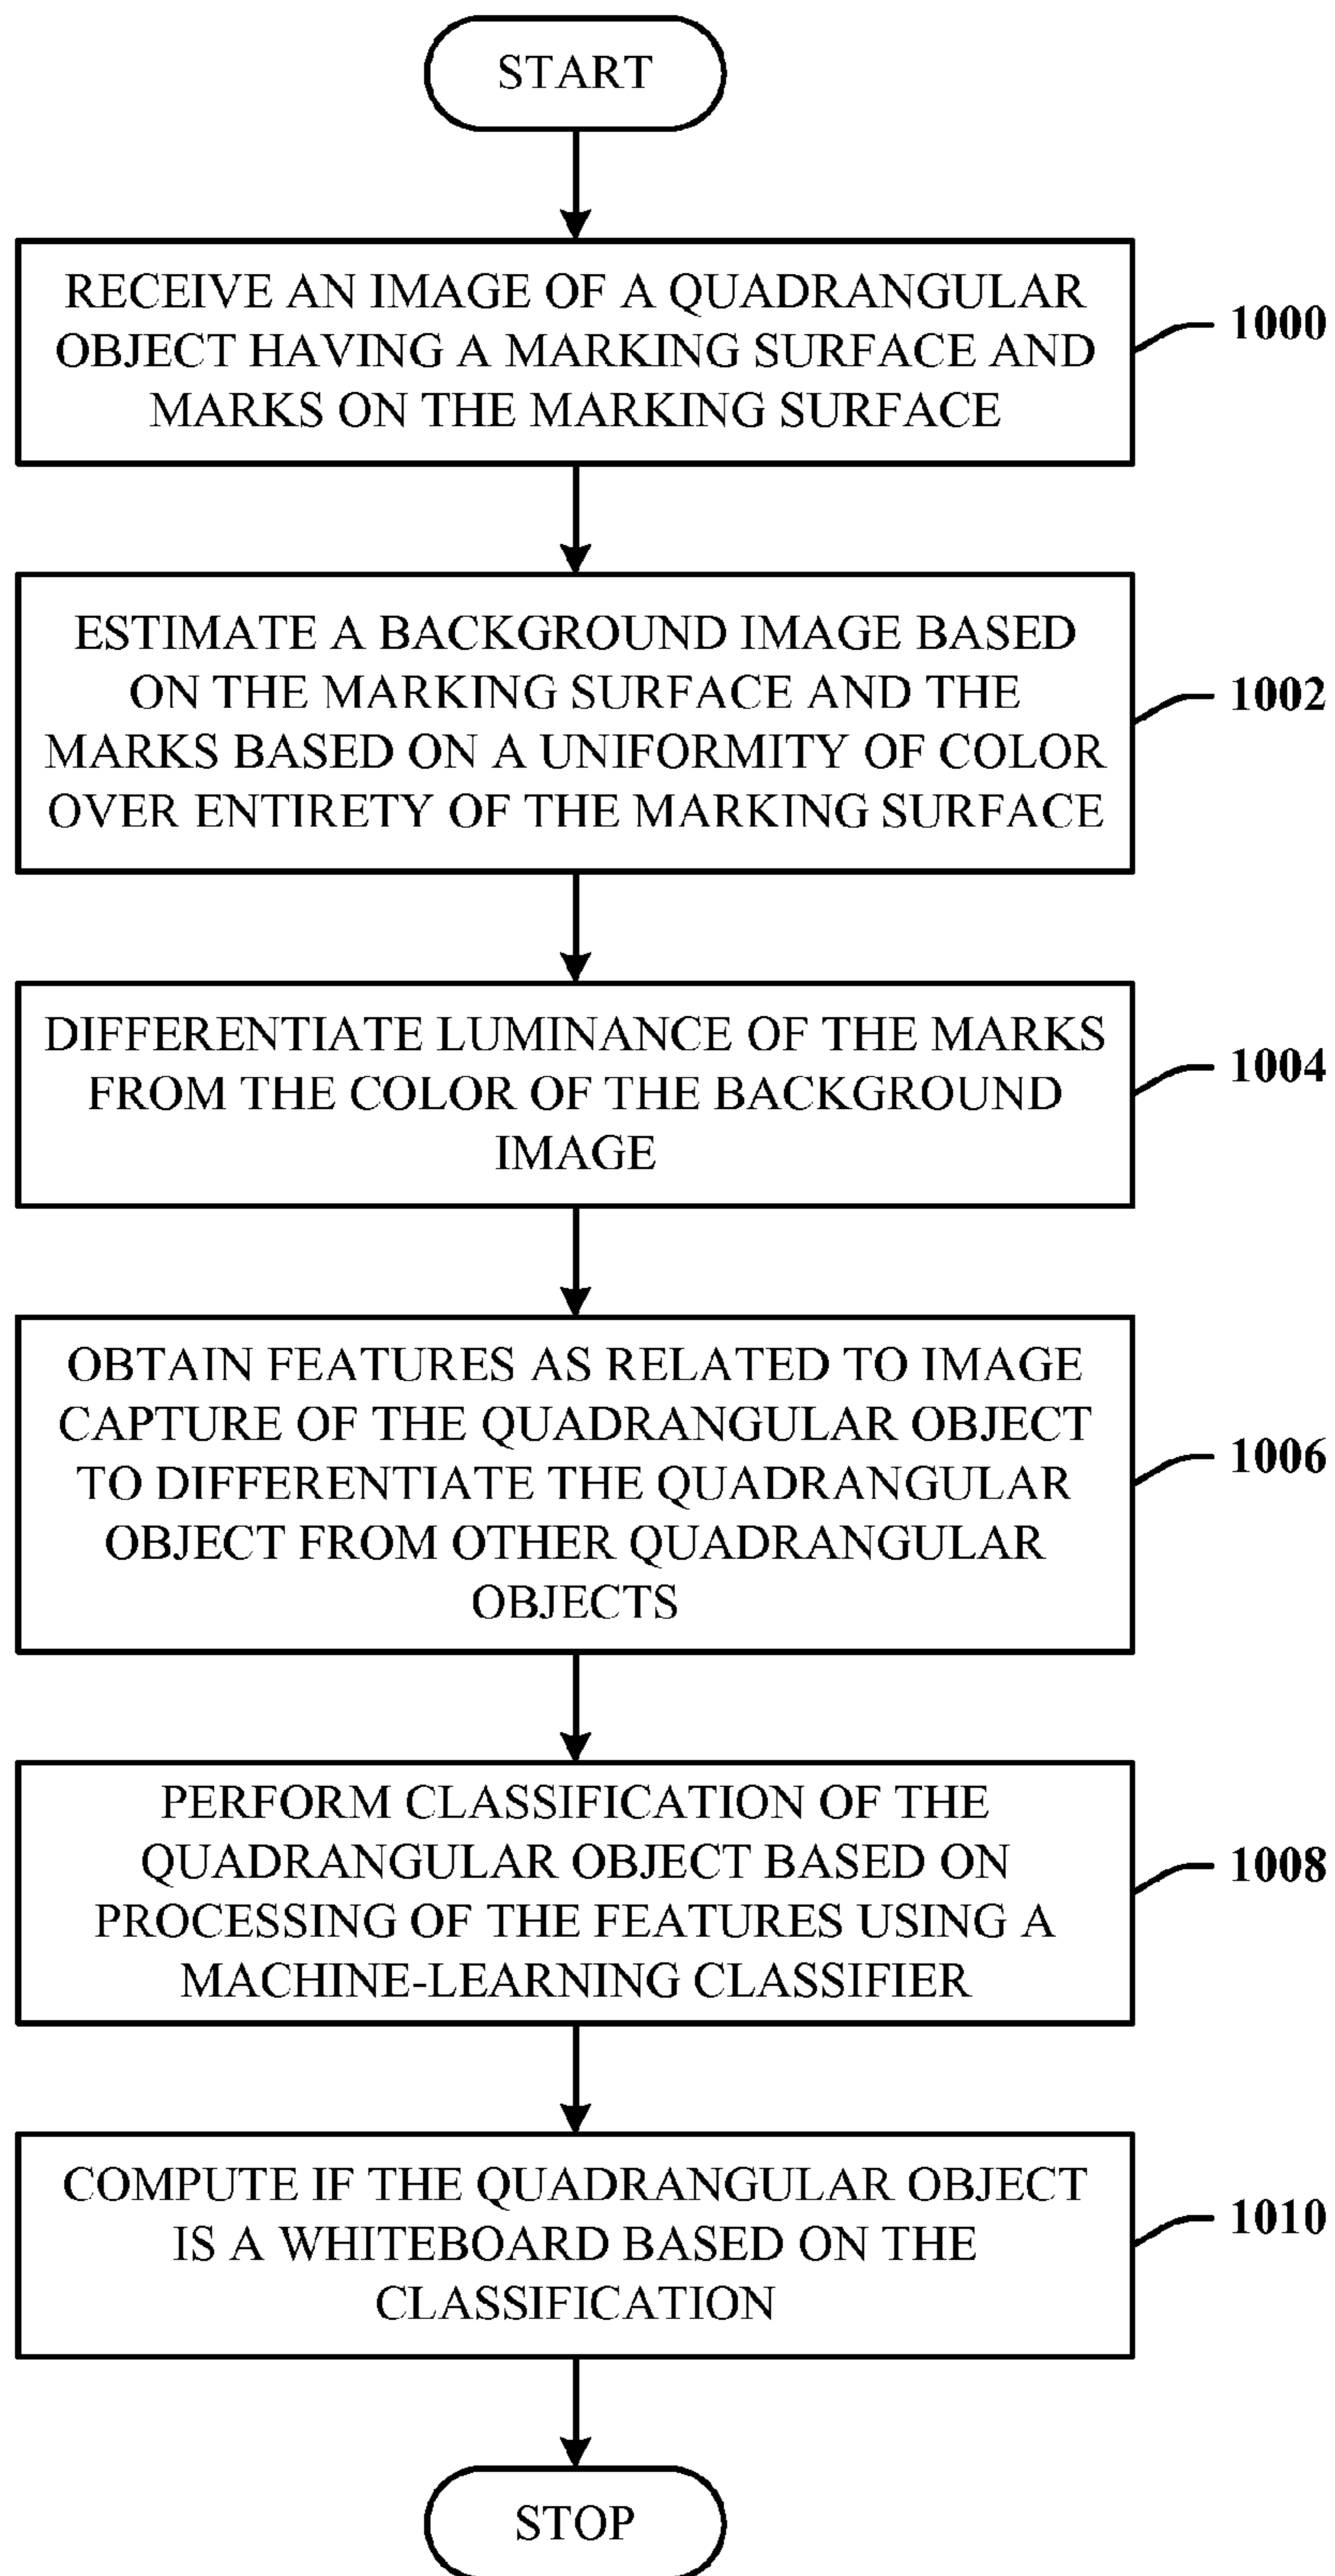 START
RECEIVE AN IMAGE OF A QUADRANGULAR
OBJECT HAVING A MARKING SURFACE AND
MARKS ON THE MARKING SURFACE
1000
ESTIMATE A BACKGROUND IMAGE BASED
ON THE MARKING SURFACE AND THE
MARKS BASED ON A UNIFORMITY OF COLOR
OVER ENTIRETY OF THE MARKING SURFACE
1002
DIFFERENTIATE LUMINANCE OF THE MARKS
FROM THE COLOR OF THE BACKGROUND
IMAGE
1004
OBTAIN FEATURES AS RELATED TO IMAGE
CAPTURE OF THE QUADRANGULAR OBJECT
TO DIFFERENTIATE THE QUADRANGULAR
OBJECT FROM OTHER QUADRANGULAR
OBJECTS
1006
PERFORM CLASSIFICATION OF THE
QUADRANGULAR OBJECT BASED ON
PROCESSING OF THE FEATURES USING A
MACHINE-LEARNING CLASSIFIER
1008
COMPUTE IF THE QUADRANGULAR OBJECT
IS A WHITEBOARD BASED ON THE
CLASSIFICATION
1010
STOP